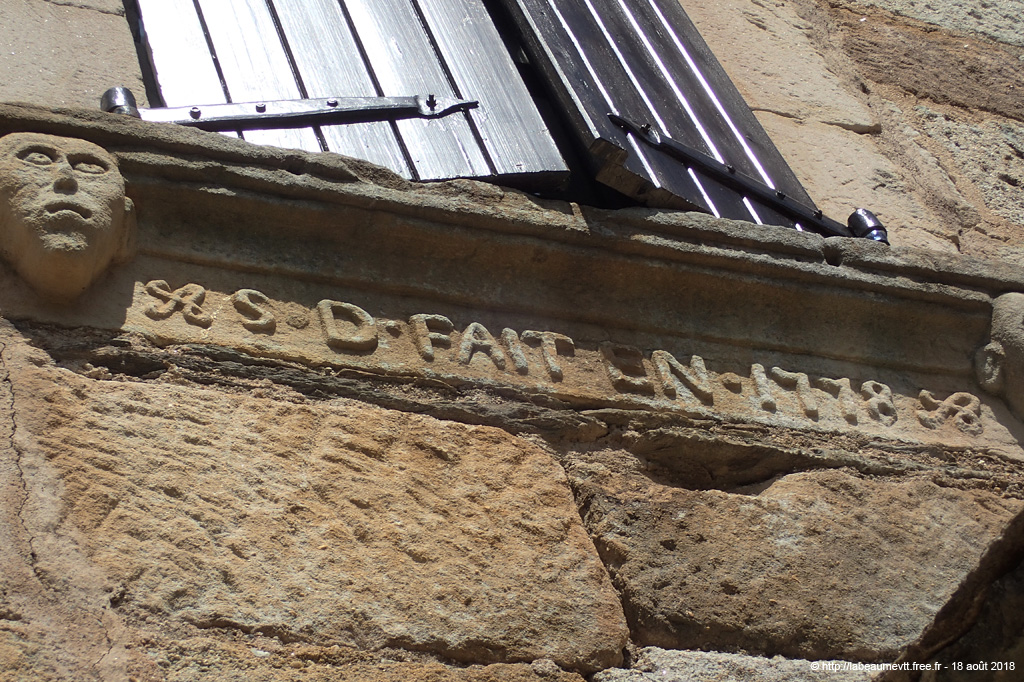 S · D · FAIT EN · 1778
© http://labeaumevtt.free.fr - 18 août 2018